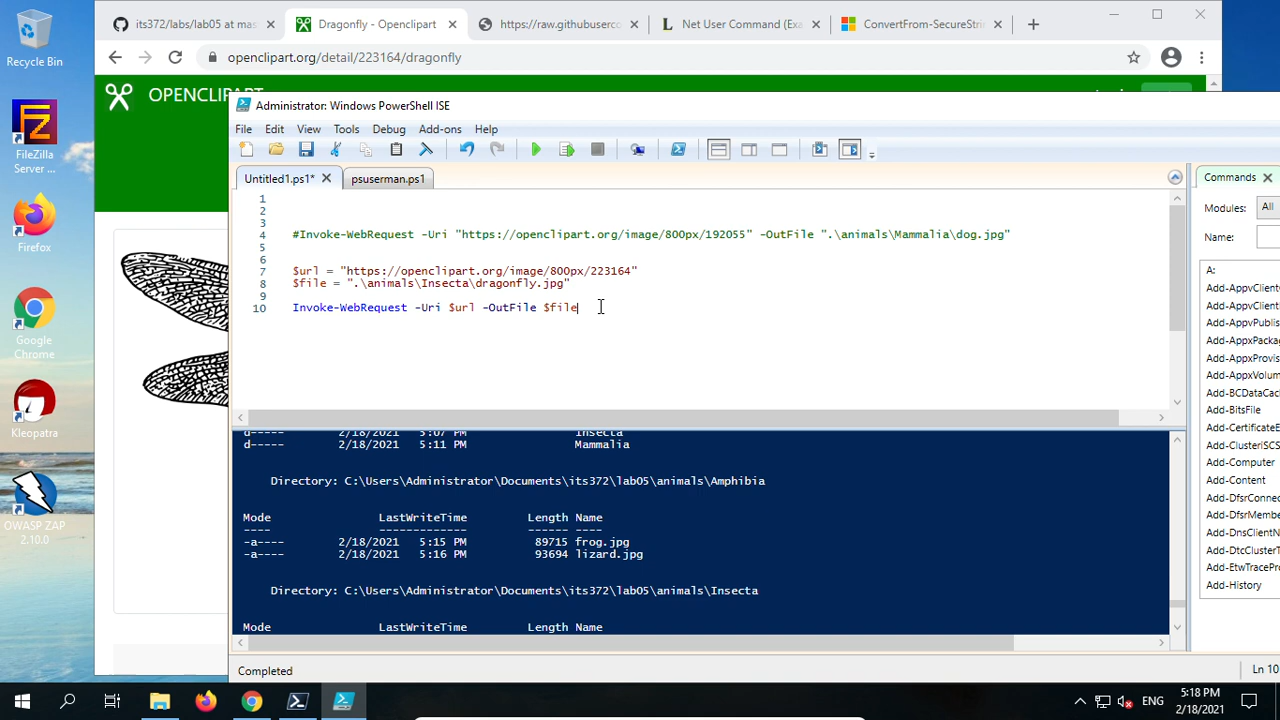 Recycle Bin
FileZilla
Server ...
Firefox
Google
Chrome
Kleopatra
OWASP ZAP
2.10.0
its372/labs/lab05 at mas
Dragonfly - Openclipart
https://raw.githubuserco
Net User Command (Exa
ConvertFrom-SecureStrin
openclipart.org/detail/223164/dragonfly
OPENCLIPART
Administrator: Windows PowerShell ISE
File Edit View Tools Debug Add-ons Help
Untitled1.ps1* psuserman.ps1
1
2
3
4 #Invoke-WebRequest -Uri "https://openclipart.org/image/800px/192055" -OutFile ".\animals\Mammalia\dog.jpg"
5
6
7 $url = "https://openclipart.org/image/800px/223164"
8 $file = ".\animals\Insecta\dragonfly.jpg"
9
10 Invoke-WebRequest -Uri $url -OutFile $file
d----- 2/18/2021 5:07 PM Insecta
d----- 2/18/2021 5:11 PM Mammalia
Directory: C:\Users\Administrator\Documents\its372\lab05\animals\Amphibia
Mode LastWriteTime Length Name
---- ------------- ------ ----
-a---- 2/18/2021 5:15 PM 89715 frog.jpg
-a---- 2/18/2021 5:16 PM 93694 lizard.jpg
Directory: C:\Users\Administrator\Documents\its372\lab05\animals\Insecta
Mode LastWriteTime Length Name
Completed
Ln 10
Commands
Modules: All
Name:
A:
Add-AppvClient
Add-AppvClient
Add-AppvPublis
Add-AppxPacka
Add-AppxProvis
Add-AppxVolum
Add-BCDataCac
Add-BitsFile
Add-CertificateE
Add-ClusteriSCS
Add-Computer
Add-Content
Add-DfsrConne
Add-DfsrMembe
Add-DnsClientN
Add-DtcClusterT
Add-EtwTracePr
Add-History
ENG
5:18 PM
2/18/2021